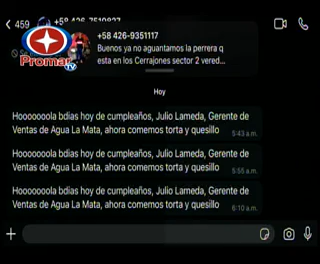 459
+58 426-7519827
+58 426-9351117
Buenos ya no aguantamos la perrera q
esta en los Cerrajones sector 2 vered...
Promar
TV
Hoy
Hooooooola bdias hoy de cumpleaños, Julio Lameda, Gerente de
Ventas de Agua La Mata, ahora comemos torta y quesillo
5:43 a.m.
Hooooooola bdias hoy de cumpleaños, Julio Lameda, Gerente de
Ventas de Agua La Mata, ahora comemos torta y quesillo
5:55 a.m.
Hooooooola bdias hoy de cumpleaños, Julio Lameda, Gerente de
Ventas de Agua La Mata, ahora comemos torta y quesillo
6:10 a.m.